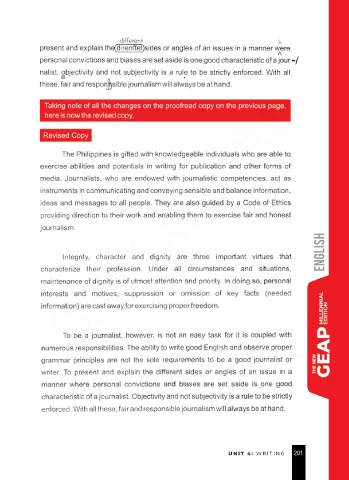 different
h
present and explain the direnffet sides or angles of an issues in a manner were
personal convictions and biases are set aside is one good characteristic of a jour-/
nalist. objectivity and not subjectivity is a rule to be strictly enforced. With all
these, fair and responsible journalism will always be at hand.
Taking note of all the changes on the proofread copy on the previous page,
here is now the revised copy.
Revised Copy
The Philippines is gifted with knowledgeable individuals who are able to
exercise abilities and potentials in writing for publication and other forms of
media. Journalists, who are endowed with journalistic competencies, act as
instruments in communicating and conveying sensible and balance information,
ideas and messages to all people. They are also guided by a Code of Ethics
providing direction to their work and enabling them to exercise fair and honest
journalism.
Integrity, character and dignity are three important virtues that
characterize their profession. Under all circumstances and situations,
maintenance of dignity is of utmost attention and priority. In doing so, personal
interests and motives, suppression or omission of key facts (needed
information) are cast away for exercising proper freedom.
To be a journalist, however, is not an easy task for it is coupled with
numerous responsibilities. The ability to write good English and observe proper
grammar principles are not the sole requirements to be a good journalist or
writer. To present and explain the different sides or angles of an issue in a
manner where personal convictions and biases are set aside is one good
characteristic of a journalist. Objectivity and not subjectivity is a rule to be strictly
enforced. With all these, fair and responsible journalism will always be at hand.
ENGLISH
THE NEW
GEAP
MILLENNIAL
EDITION
UNIT 4: WRITING 201